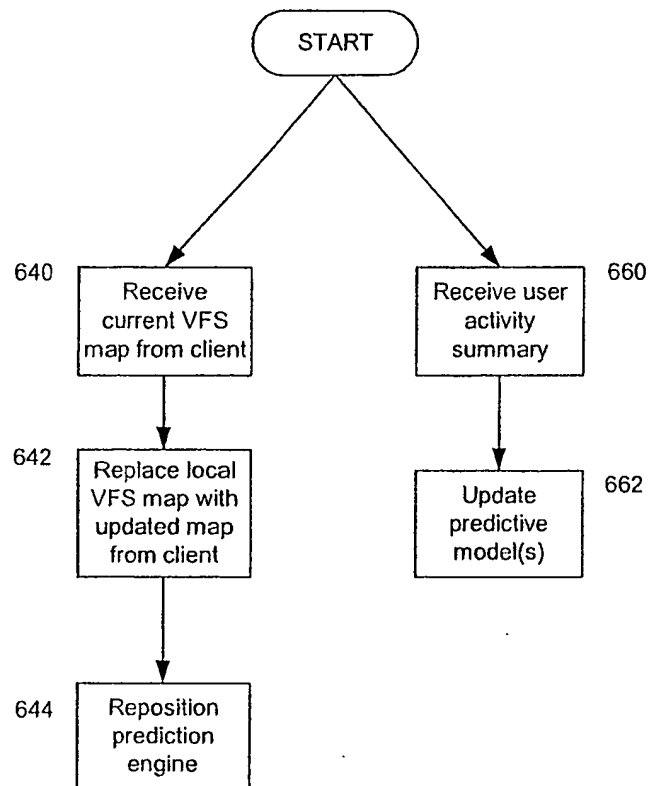 START
640
Receive
current VFS
map from client
660
Receive user
activity
summary
642
Replace local
VFS map with
updated map
from client
662
Update
predictive
model(s)
644
Reposition
prediction
engine